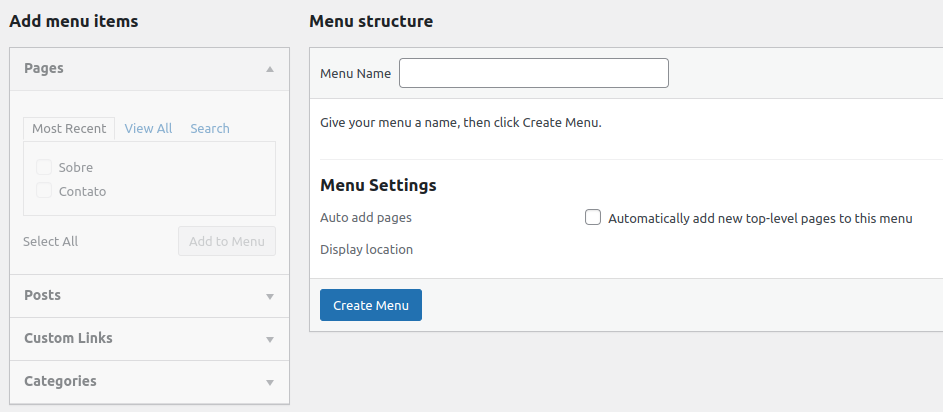 Add menu items
Pages
Most Recent View All Search
Sobre
Contato
Select All Add to Menu
Posts
Custom Links
Categories
Menu structure
Menu Name
Give your menu a name, then click Create Menu.
Menu Settings
Auto add pages Automatically add new top-level pages to this menu
Display location
Create Menu